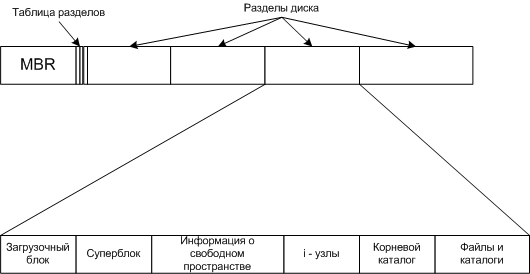 Таблица разделов
Разделы диска
MBR
Загрузочный
блок
Суперблок
Информация о
свободном
пространстве
i - узлы
Корневой
каталог
Файлы и
каталоги